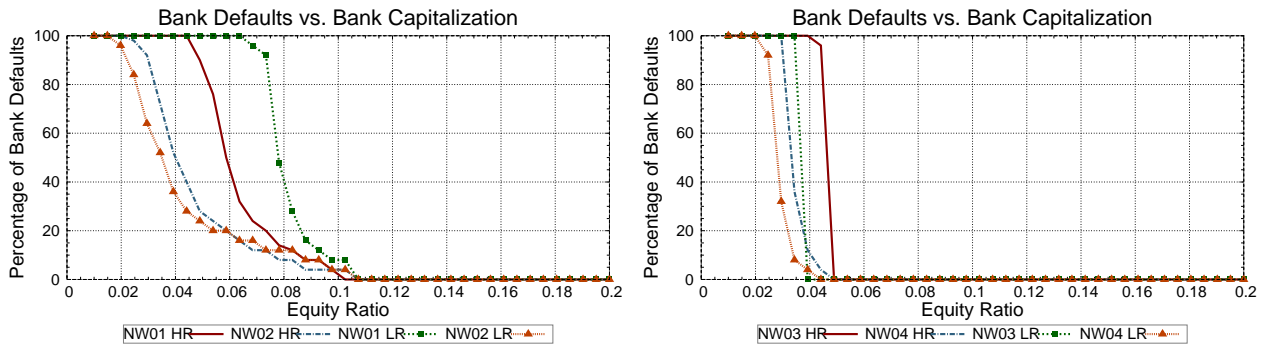 Bank Defaults vs. Bank Capitalization
Percentage of Bank Defaults
100
80
60
40
20
0
0 0.02 0.04 0.06 0.08 0.1 0.12 0.14 0.16 0.18 0.2
Equity Ratio
NW01 HR NW02 HR NW01 LR NW02 LR
Bank Defaults vs. Bank Capitalization
Percentage of Bank Defaults
100
80
60
40
20
0
0 0.02 0.04 0.06 0.08 0.1 0.12 0.14 0.16 0.18 0.2
Equity Ratio
NW03 HR NW04 HR NW03 LR NW04 LR